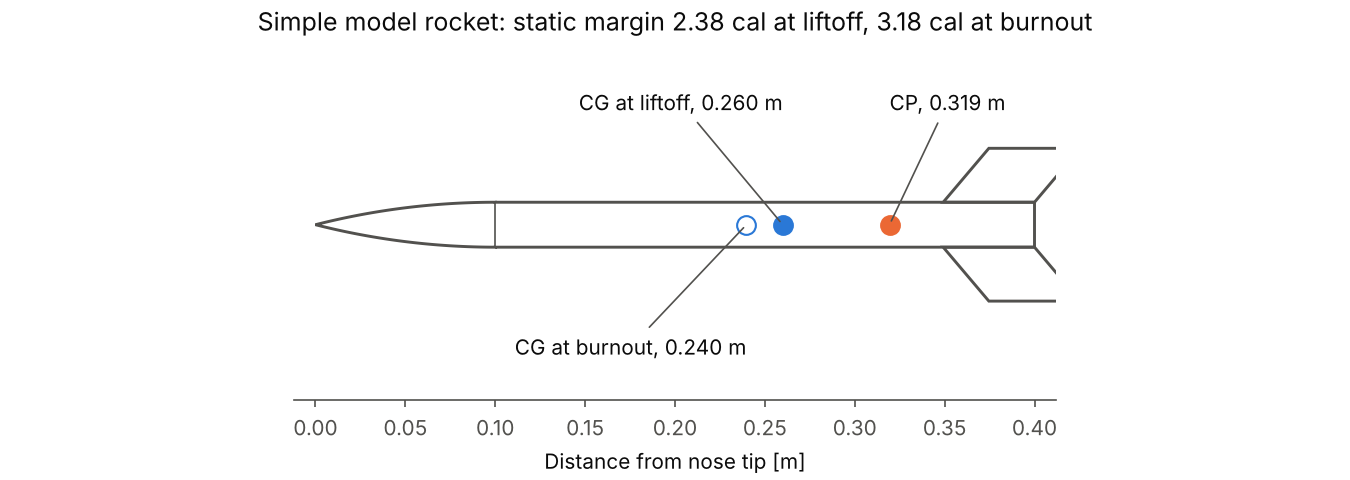 Simple model rocket: static margin 2.38 cal at liftoff, 3.18 cal at burnout
CG at liftoff, 0.260 m
CP, 0.319 m
CG at burnout, 0.240 m
0.00 0.05 0.10 0.15 0.20 0.25 0.30 0.35 0.40
Distance from nose tip [m]